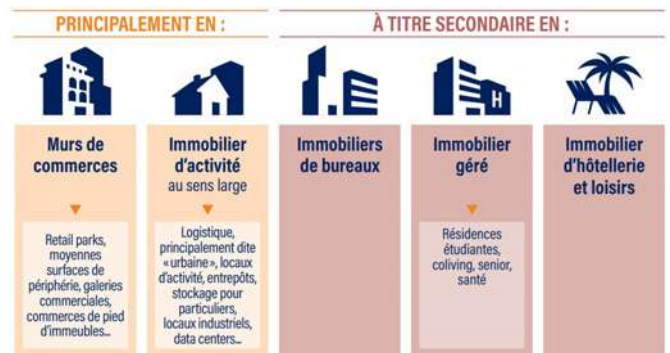 PRINCIPALEMENT EN :
À TITRE SECONDAIRE EN :
H
Murs de
commerces
Retail parks,
moyennes
surfaces de
périphérie, galeries
commerciales,
commerces de pied
d'immeubles...
Immobilier
d'activité
au sens large
Logistique,
principalement dite
« urbaine », locaux
d'activité, entrepôts,
stockage pour
particuliers,
locaux industriels,
data centers...
Immobiliers
de bureaux
Immobilier
géré
Résidences
étudiantes,
coliving, senior,
santé
Immobilier
d'hôtellerie
et loisirs